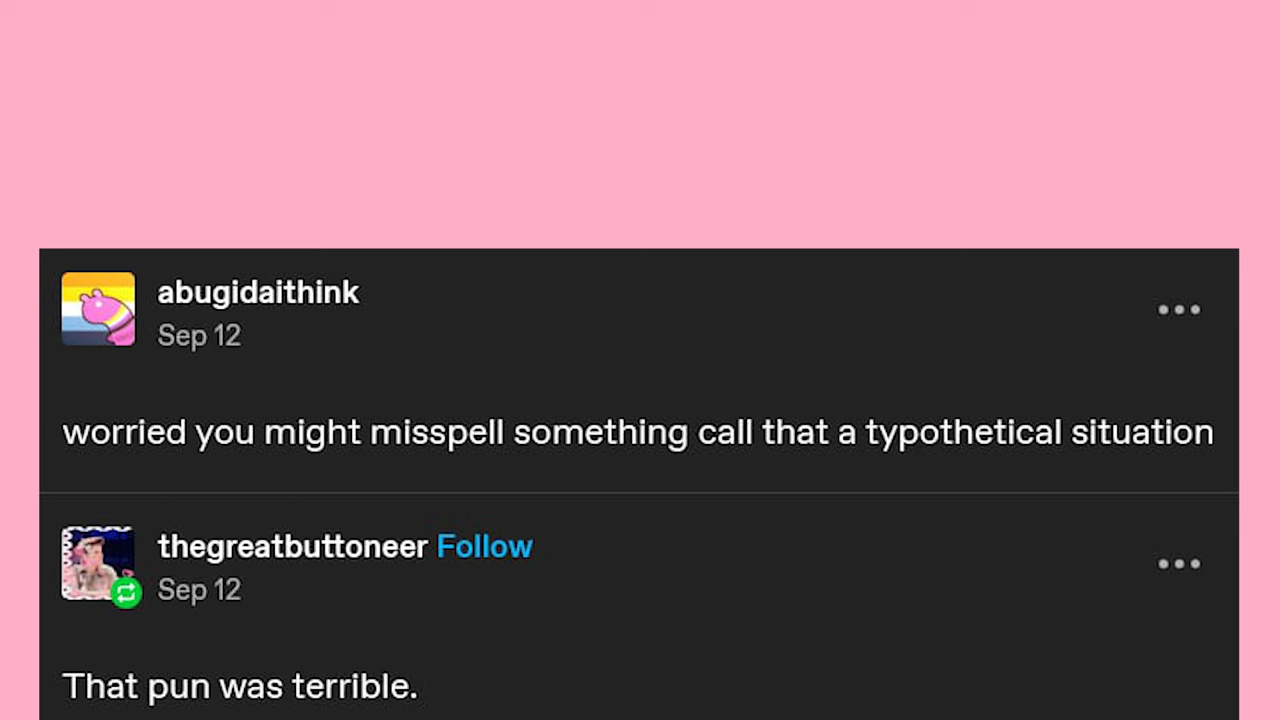 abugidaithink
Sep 12
worried you might misspell something call that a typothetical situation
thegreatbuttoneer Follow
Sep 12
That pun was terrible.